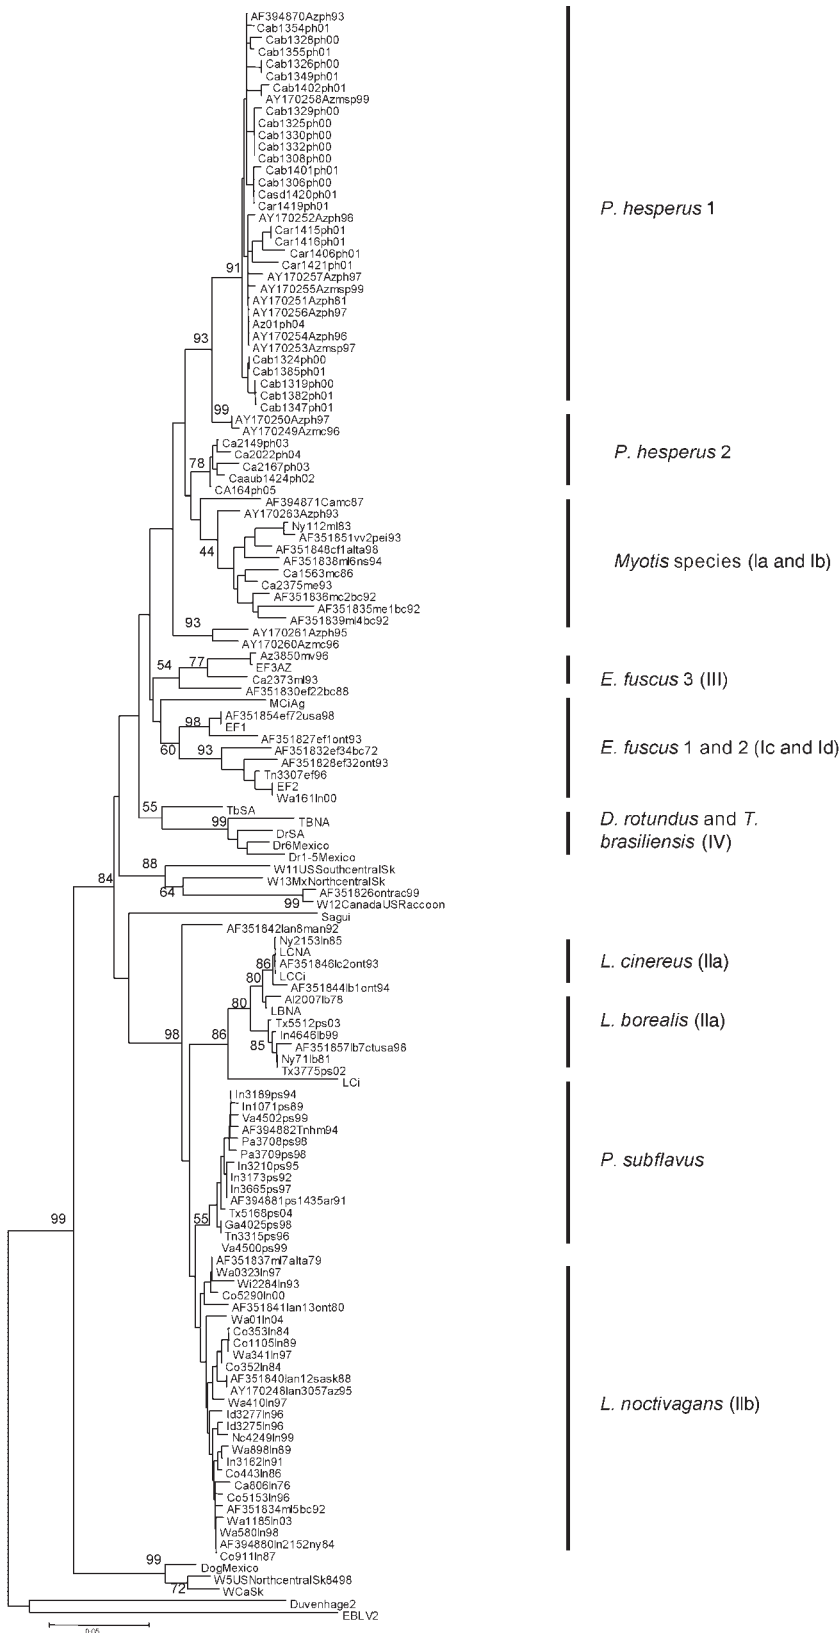 AF394870Azph93
Cab1354ph01
Cab1328ph00
Cab1355ph01
Cab1326ph00
Cab1349ph01
Cab1402ph01
AY170258Azmsp99
Cab1329ph00
Cab1325ph00
Cab1330ph00
Cab1332ph00
Cab1308ph00
Cab1401ph01
Cab1306ph00
Casd1420ph01
Car1419ph01
P. hesperus 1
AY170252Azph96
Car1415ph01
Car1416ph01
Car1406ph01
91
Car1421ph01
AY170257Azph97
AY170255Azmsp99
AY170251Azph81
AY170256Azph97
Az01ph04
AY170254Azph96
93
AY170253Azmsp97
Cab1324ph00
Cab1385ph01
Cab1319ph00
Cab1382ph01
Cab1347ph01
99
AY170250Azph97
AY170249Azmc96
Ca2149ph03
Ca2022ph04
P. hesperus 2
78
Ca2167ph03
Caaub1424ph02
CA164ph05
AF394871Camc87
AY170263Azph93
Ny112ml83
AF351851vv2pei93
44
AF351848cf1alta98
AF351838ml6ns94
Myotis species (Ia and Ib)
Ca1563mc86
Ca2375me93
AF351836mc2bc92
AF351835me1bc92
AF351839ml4bc92
93
AY170261Azph95
AY170260Azmc96
Az3850mv96
54
77
EF3AZ
Ca2373ml93
E. fuscus 3 (III)
AF351830ef22bc88
MCiAg
AF351854ef72usa98
98
EF1
AF351827ef1ont93
60
93
AF351832ef34bc72
E. fuscus 1 and 2 (Ic and Id)
AF351828ef32ont93
Tn3307ef96
EF2
Wa161ln00
55
TbSA
99
TBNA
D. rotundus and T.
brasiliensis (IV)
DrSA
Dr6Mexico
Dr1-5Mexico
88
W11USSouthcentralSk
84
W13MxNorthcentralSk
64
AF351826ontrac99
99
W12CanadaUSRaccoon
Sagui
AF351842lan8man92
Ny2153ln85
LCNA
86
AF351846lc2ont93
L. cinereus (IIa)
LCCi
80
AF351844lb1ont94
Al2007lb78
80
LBNA
Tx5512ps03
L. borealis (IIa)
98
86
In4646lb99
85
AF351857lb7ctusa98
Ny71lb81
Tx3775ps02
LCi
In3189ps94
In1071ps89
Va4502ps99
AF394882Tnhm94
Pa3708ps98
Pa3709ps98
P. subflavus
In3210ps95
In3173ps92
In3665ps97
AF394881ps1435ar91
Tx5168ps04
55
Ga4025ps98
99
Tn3315ps96
Va4500ps99
AF351837ml7alta79
Wa0323ln97
Wi2284ln93
Co5290ln00
AF351841lan13ont80
Wa01ln04
Co353ln84
Co1105ln89
Wa341ln97
Co352ln84
AF351840lan12sask88
AY170248lan3057az95
Wa410ln97
L. noctivagans (IIb)
Id3277ln96
Id3275ln96
Nc4249ln99
Wa898ln89
In3162ln91
Co443ln86
Ca806ln76
Co5153ln96
AF351834ml5bc92
Wa1185ln03
Wa580ln98
AF394880ln2152ny84
Co911ln87
99
DogMexico
W5USNorthcentralSk8498
72
WCaSk
Duvenhage2
EBLV2
0.05